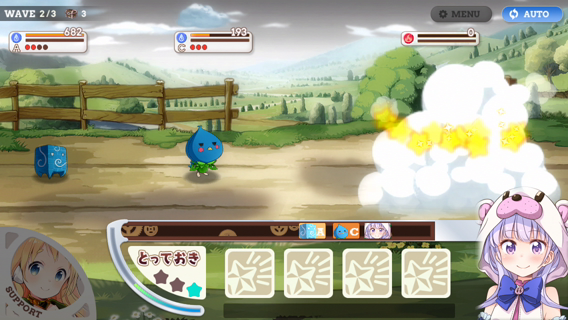 WAVE 2/3 3
MENU
AUTO
682
A
193
C
0
A C
とっておき
SUPPORT